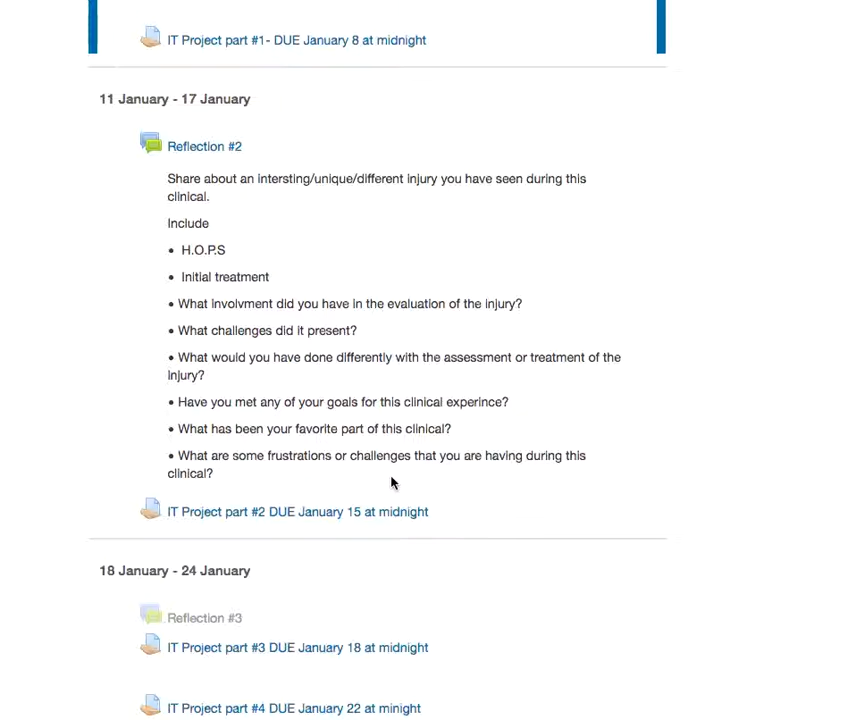 IT Project part #1- DUE January 8 at midnight
11 January - 17 January
Reflection #2
Share about an intersting/unique/different injury you have seen during this
clinical.
Include
• H.O.P.S
• Initial treatment
• What involvment did you have in the evaluation of the injury?
• What challenges did it present?
• What would you have done differently with the assessment or treatment of the
injury?
• Have you met any of your goals for this clinical experince?
• What has been your favorite part of this clinical?
• What are some frustrations or challenges that you are having during this
clinical?
IT Project part #2 DUE January 15 at midnight
18 January - 24 January
Reflection #3
IT Project part #3 DUE January 18 at midnight
IT Project part #4 DUE January 22 at minight